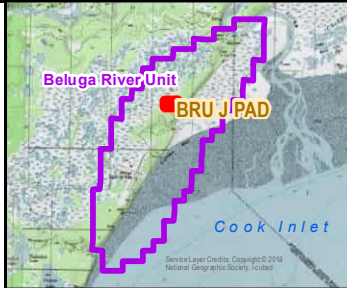 Beluga River Unit
BRU J PAD
Cook Inlet
Service Layer Credits: Copyright:© 2013
National Geographic Society, i-cubed